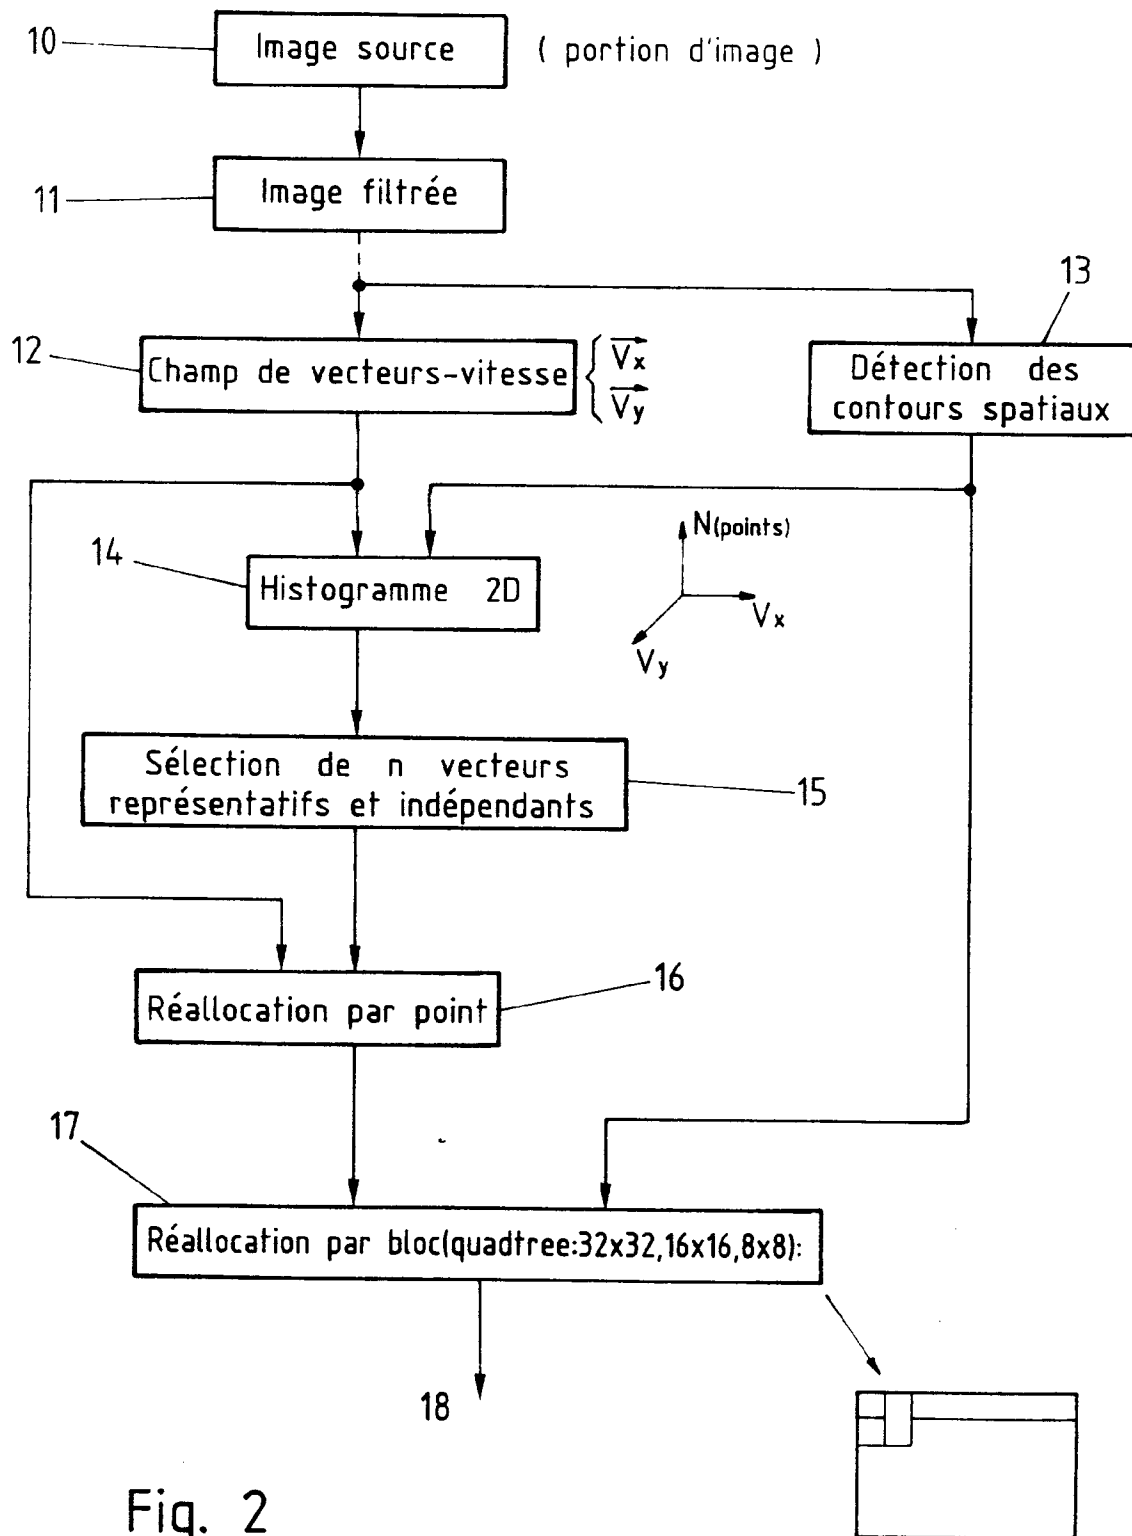 10
Image source
( portion d'image )
11
Image filtrée
13
12
Champ de vecteurs-vitesse
Vx
Vy
Détection des
contours spatiaux
N(points)
Vx
Vy
14
Histogramme 2D
Sélection de n vecteurs
représentatifs et indépendants
15
16
Réallocation par point
17
Réallocation par bloc(quadtree:32x32,16x16,8x8):
18
Fig. 2